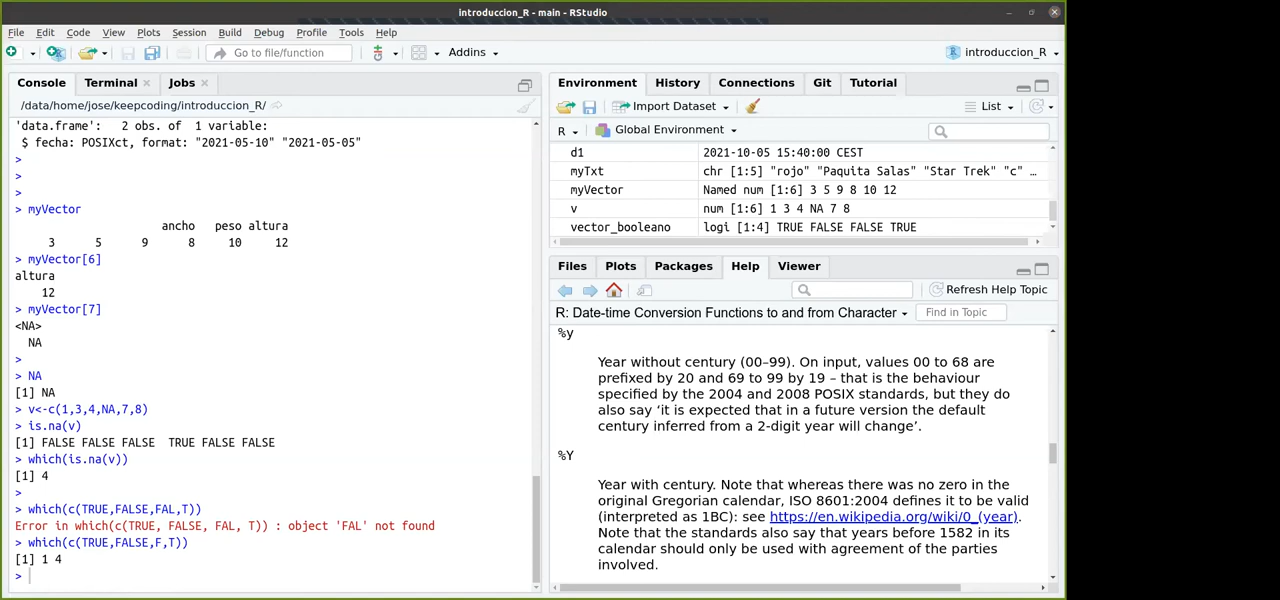 introduccion_R - main - RStudio
File Edit Code View Plots Session Build Debug Profile Tools Help
Go to file/function Addins introduccion_R
Console Terminal Jobs
/data/home/jose/keepcoding/introduccion_R/
'data.frame': 2 obs. of 1 variable:
$ fecha: POSIXct, format: "2021-05-10" "2021-05-05"
>
>
>
> myVector
ancho peso altura
3 5 9 8 10 12
> myVector[6]
altura
12
> myVector[7]
<NA>
NA
>
> NA
[1] NA
> v<-c(1,3,4,NA,7,8)
> is.na(v)
[1] FALSE FALSE FALSE TRUE FALSE FALSE
> which(is.na(v))
[1] 4
>
> which(c(TRUE,FALSE,FAL,T))
Error in which(c(TRUE, FALSE, FAL, T)) : object 'FAL' not found
> which(c(TRUE,FALSE,F,T))
[1] 1 4
>
Environment History Connections Git Tutorial
Import Dataset List
R Global Environment
d1 2021-10-05 15:40:00 CEST
myTxt chr [1:5] "rojo" "Paquita Salas" "Star Trek" "c" …
myVector Named num [1:6] 3 5 9 8 10 12
v num [1:6] 1 3 4 NA 7 8
vector_booleano logi [1:4] TRUE FALSE FALSE TRUE
Files Plots Packages Help Viewer
Refresh Help Topic
R: Date-time Conversion Functions to and from Character Find in Topic
%y
Year without century (00–99). On input, values 00 to 68 are
prefixed by 20 and 69 to 99 by 19 – that is the behaviour
specified by the 2004 and 2008 POSIX standards, but they do
also say ‘it is expected that in a future version the default
century inferred from a 2-digit year will change’.
%Y
Year with century. Note that whereas there was no zero in the
original Gregorian calendar, ISO 8601:2004 defines it to be valid
(interpreted as 1BC): see https://en.wikipedia.org/wiki/0_(year).
Note that the standards also say that years before 1582 in its
calendar should only be used with agreement of the parties
involved.